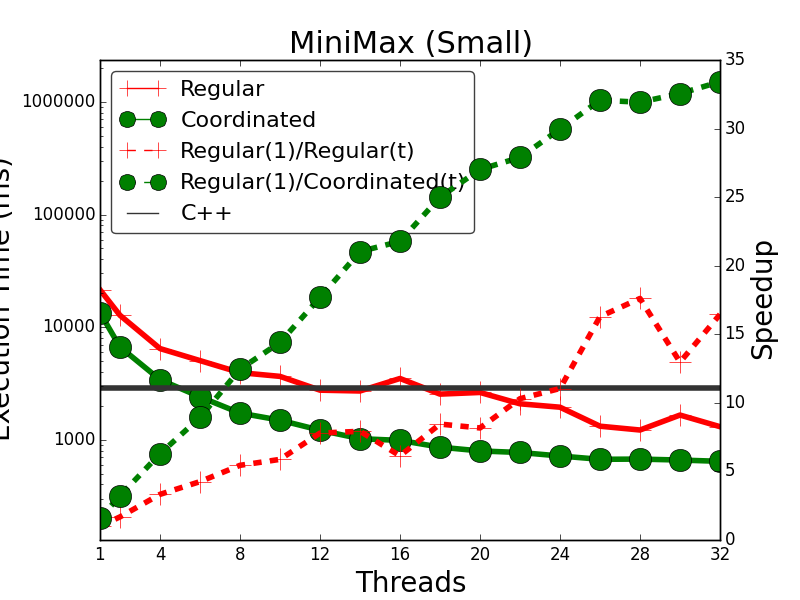 MiniMax (Small)
Regular
Coordinated
Regular(1)/Regular(t)
Regular(1)/Coordinated(t)
C++
1000000
100000
10000
1000
Time (ms)
35
30
25
20
15
10
5
0
Speedup
1 4 8 12 16 20 24 28 32
Threads